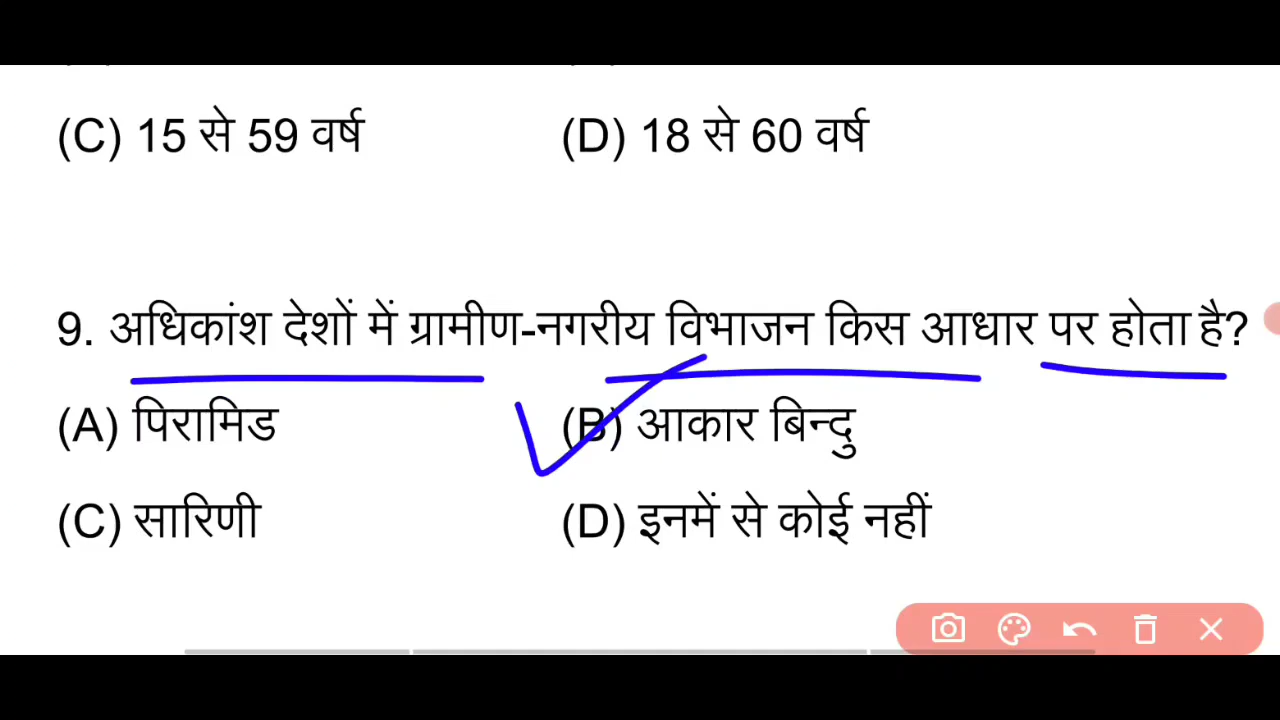 (C) 15 से 59 वर्ष (D) 18 से 60 वर्ष
9. अधिकांश देशों में ग्रामीण-नगरीय विभाजन किस आधार पर होता है?
(A) पिरामिड (B) आकार बिन्दु
(C) सारिणी (D) इनमें से कोई नहीं